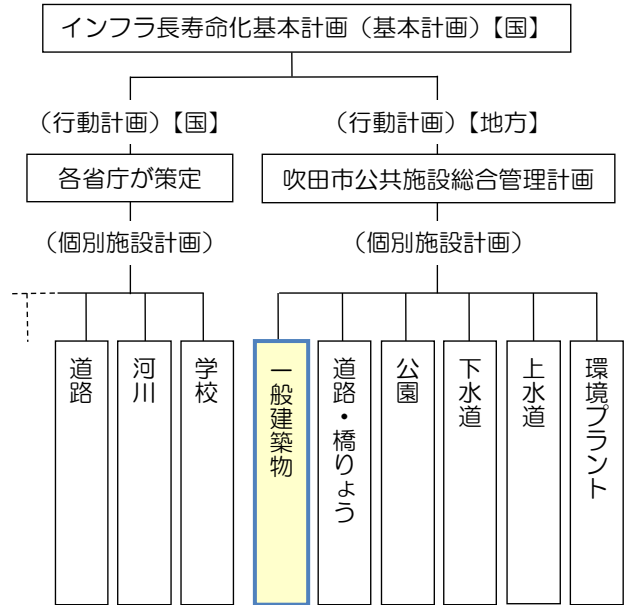 インフラ長寿命化基本計画（基本計画）【国】
（行動計画）【国】
（行動計画）【地方】
各省庁が策定
吹田市公共施設総合管理計画
（個別施設計画）
（個別施設計画）
道路
河川
学校
一般建築物
道路・橋りょう
公園
下水道
上水道
環境プラント